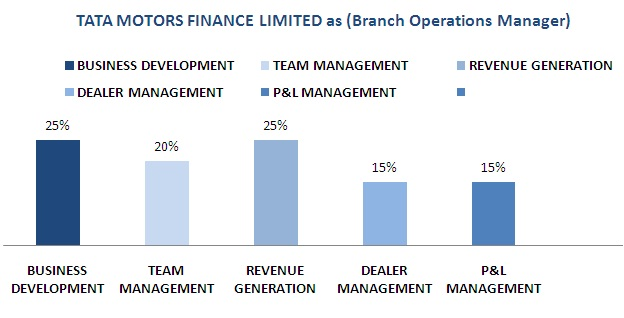 TATA MOTORS FINANCE LIMITED as (Branch Operations Manager)
BUSINESS DEVELOPMENT TEAM MANAGEMENT REVENUE GENERATION
DEALER MANAGEMENT P&L MANAGEMENT
25% 20% 25% 15% 15%
BUSINESS TEAM REVENUE DEALER P&L
DEVELOPMENT MANAGEMENT GENERATION MANAGEMENT MANAGEMENT